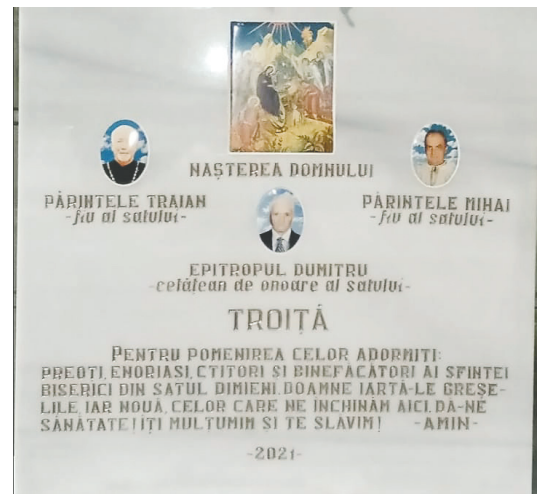 NAȘTEREA DOMNULUI
PĂRINTELE TRAIAN
-fiu al satului-
PĂRINTELE MIHAI
-fiu al satului-
EPITROPUL DUMITRU
-cetățean de onoare al satului-
TROIȚĂ
PENTRU POMENIREA CELOR ADORMIȚI:
PREOȚI, ENORIAȘI, CTITORI ȘI BINEFĂCĂTORI AI SFINTEI
BISERICI DIN SATUL DIMIENI. DOAMNE IARTĂ-LE GREȘE-
LILE, IAR NOUĂ, CELOR CARE NE ÎNCHINĂM AICI, DĂ-NE
SĂNĂTATE! ÎȚI MULȚUMIM ȘI TE SLĂVIM! -AMIN-
-2021-